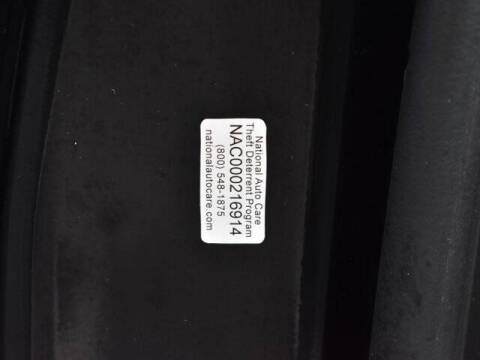 National Auto Care
Theft Deterrent Program
NAC000216914
(800) 548-1875
nationalautocare.com